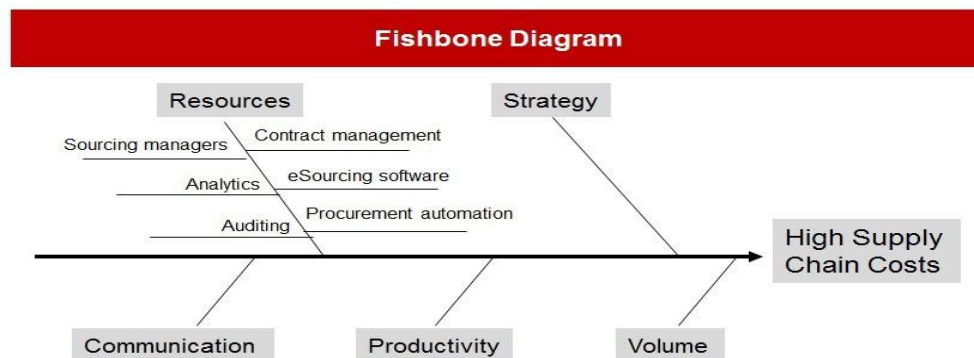 Fishbone Diagram
Resources
Strategy
Sourcing managers
Contract management
Analytics
eSourcing software
Auditing
Procurement automation
High Supply
Chain Costs
Communication
Productivity
Volume